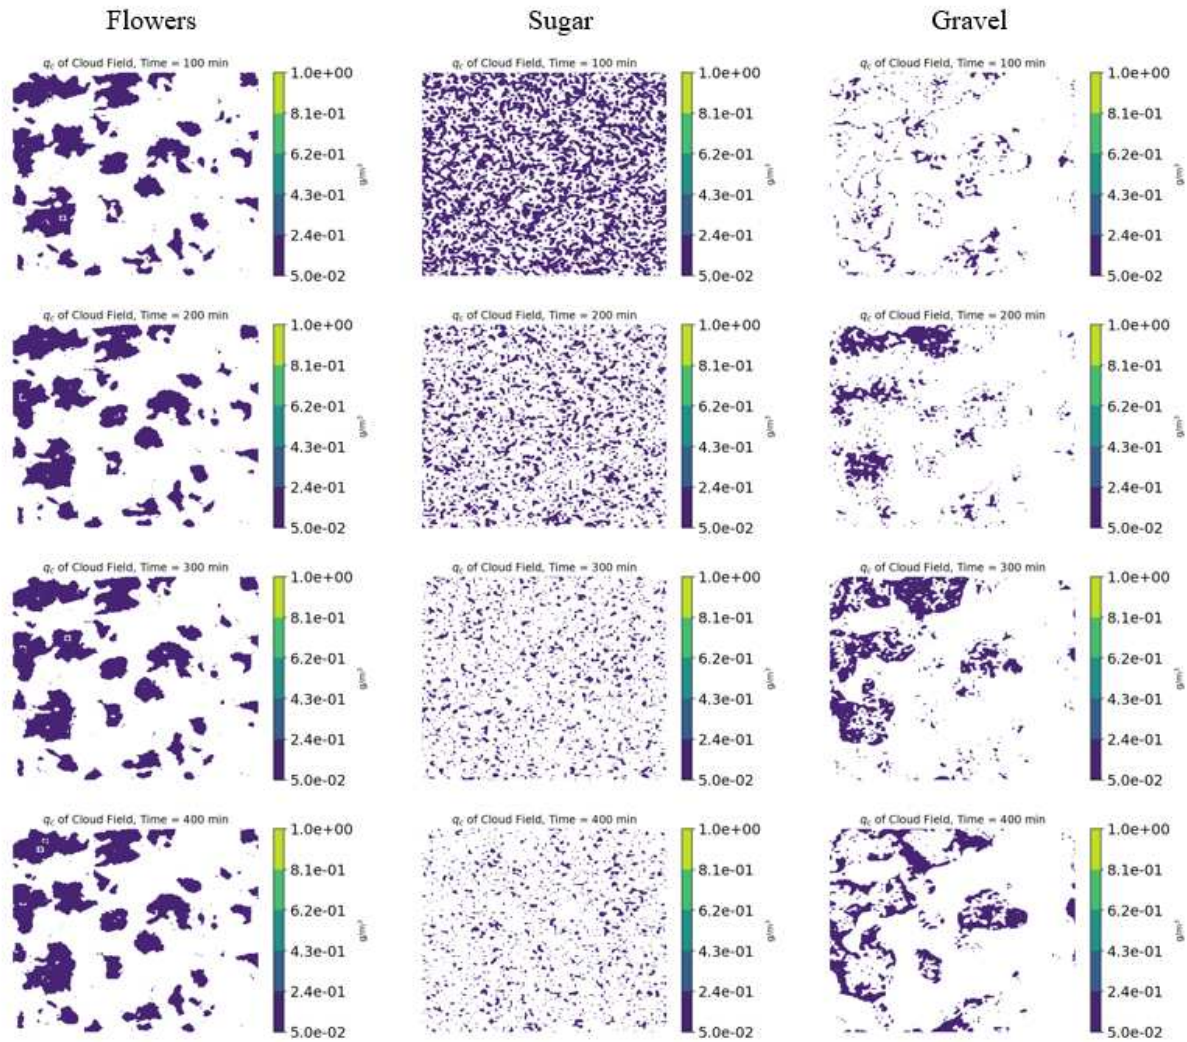 Flowers Sugar Gravel
q_c of Cloud Field, Time = 100 min
1.0e+00
8.1e-01
6.2e-01
4.3e-01
2.4e-01
5.0e-02
g/m³
q_c of Cloud Field, Time = 100 min
1.0e+00
8.1e-01
6.2e-01
4.3e-01
2.4e-01
5.0e-02
g/m³
q_c of Cloud Field, Time = 100 min
1.0e+00
8.1e-01
6.2e-01
4.3e-01
2.4e-01
5.0e-02
g/m³
q_c of Cloud Field, Time = 200 min
1.0e+00
8.1e-01
6.2e-01
4.3e-01
2.4e-01
5.0e-02
g/m³
q_c of Cloud Field, Time = 200 min
1.0e+00
8.1e-01
6.2e-01
4.3e-01
2.4e-01
5.0e-02
g/m³
q_c of Cloud Field, Time = 200 min
1.0e+00
8.1e-01
6.2e-01
4.3e-01
2.4e-01
5.0e-02
g/m³
q_c of Cloud Field, Time = 300 min
1.0e+00
8.1e-01
6.2e-01
4.3e-01
2.4e-01
5.0e-02
g/m³
q_c of Cloud Field, Time = 300 min
1.0e+00
8.1e-01
6.2e-01
4.3e-01
2.4e-01
5.0e-02
g/m³
q_c of Cloud Field, Time = 300 min
1.0e+00
8.1e-01
6.2e-01
4.3e-01
2.4e-01
5.0e-02
g/m³
q_c of Cloud Field, Time = 400 min
1.0e+00
8.1e-01
6.2e-01
4.3e-01
2.4e-01
5.0e-02
g/m³
q_c of Cloud Field, Time = 400 min
1.0e+00
8.1e-01
6.2e-01
4.3e-01
2.4e-01
5.0e-02
g/m³
q_c of Cloud Field, Time = 400 min
1.0e+00
8.1e-01
6.2e-01
4.3e-01
2.4e-01
5.0e-02
g/m³